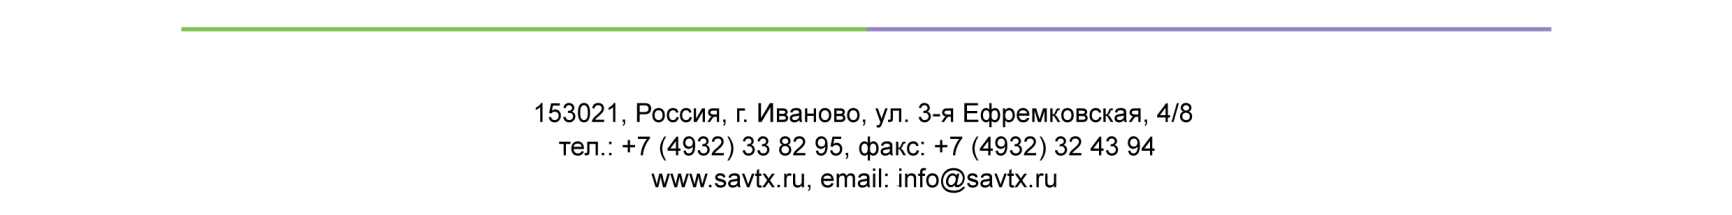 153021, Россия, г. Иваново, ул. 3-я Ефремковская, 4/8
тел.: +7 (4932) 33 82 95, факс: +7 (4932) 32 43 94
www.savtx.ru, email: info@savtx.ru